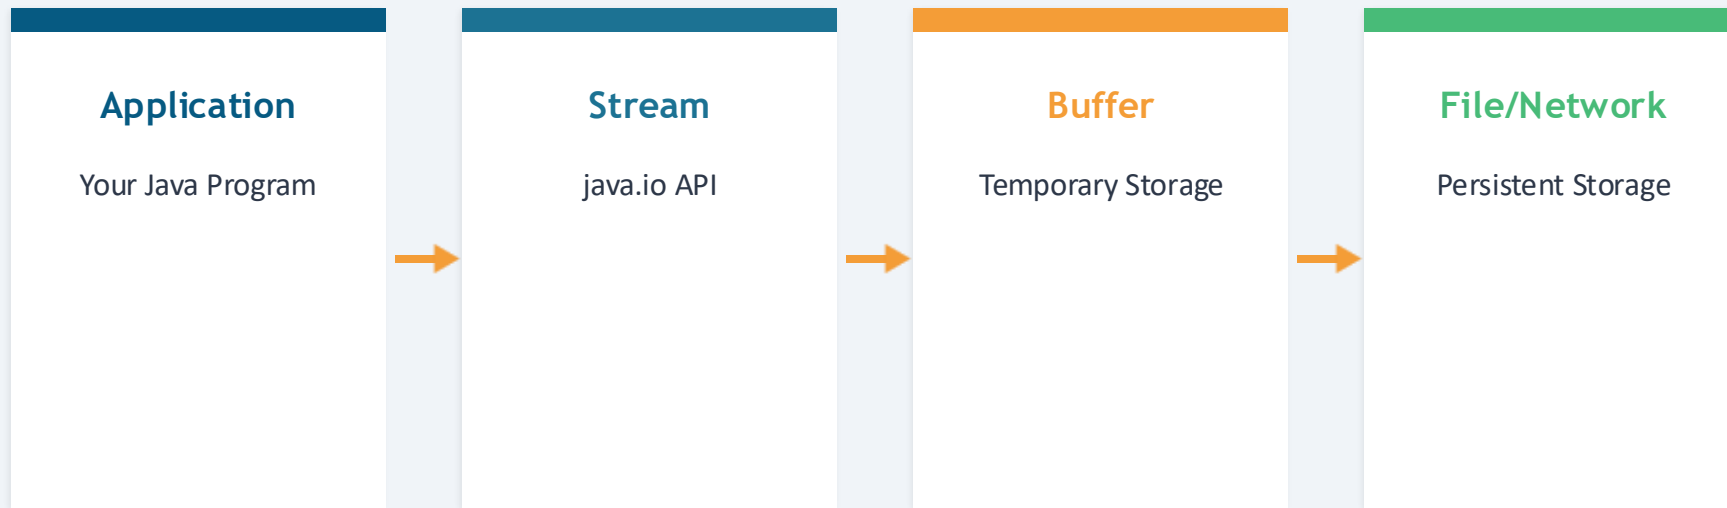 Application
Your Java Program
Stream
java.io API
Buffer
Temporary Storage
File/Network
Persistent Storage